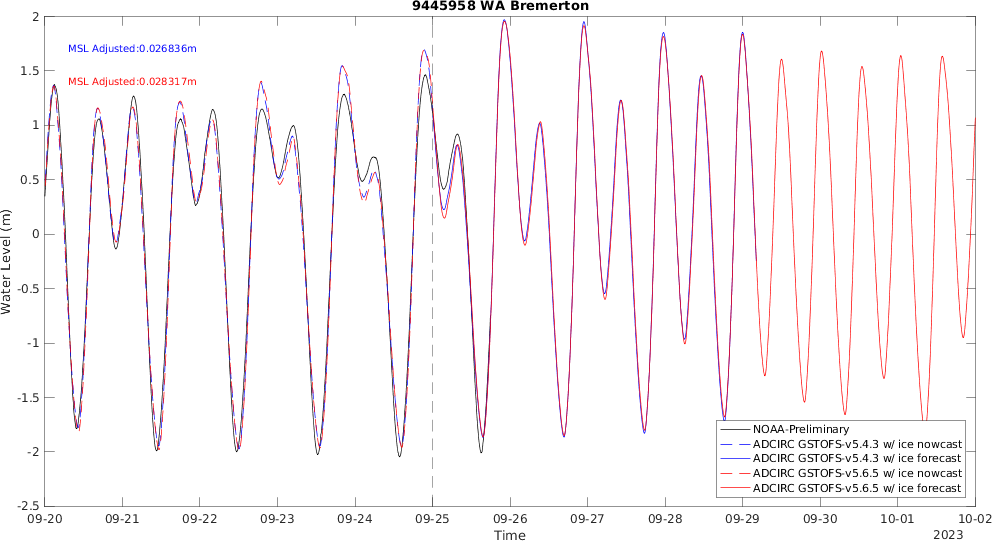 9445958 WA Bremerton
MSL Adjusted:0.026836m
MSL Adjusted:0.028317m
2
1.5
1
0.5
0
-0.5
-1
-1.5
-2
-2.5
Water Level (m)
NOAA-Preliminary
ADCIRC GSTOFS-v5.4.3 w/ ice nowcast
ADCIRC GSTOFS-v5.4.3 w/ ice forecast
ADCIRC GSTOFS-v5.6.5 w/ ice nowcast
ADCIRC GSTOFS-v5.6.5 w/ ice forecast
09-20 09-21 09-22 09-23 09-24 09-25 09-26 09-27 09-28 09-29 09-30 10-01 10-02
Time
2023